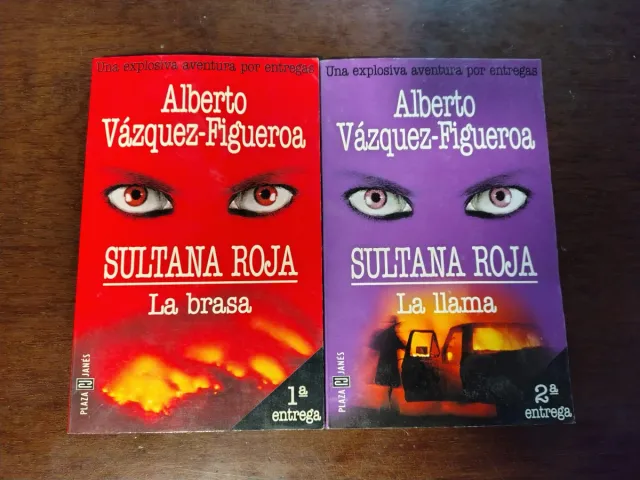 Una explosiva aventura por entregas
Alberto
Vázquez-Figueroa
SULTANA ROJA
La brasa
PLAZA JANÉS
1ª
entrega
Una explosiva aventura por entregas
Alberto
Vázquez-Figueroa
SULTANA ROJA
La llama
PLAZA JANÉS
2ª
entrega